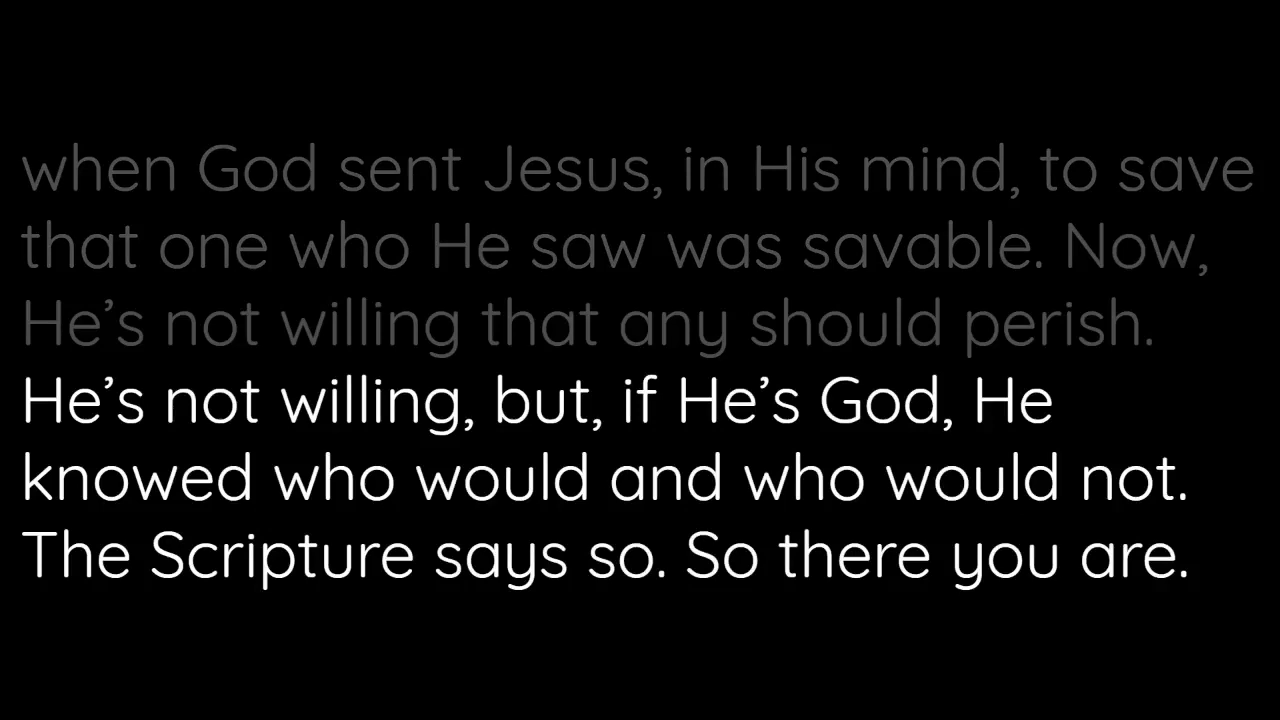 when God sent Jesus, in His mind, to save
that one who He saw was savable. Now,
He’s not willing that any should perish.
He’s not willing, but, if He’s God, He
knowed who would and who would not.
The Scripture says so. So there you are.